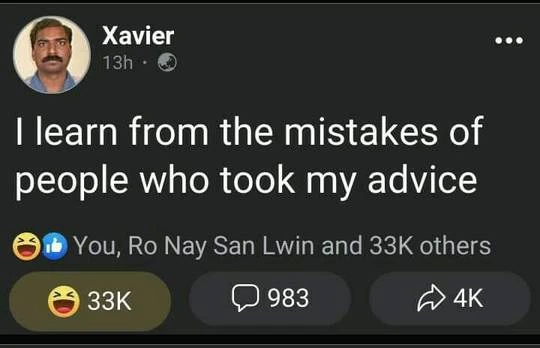 Xavier
13h ·
I learn from the mistakes of
people who took my advice
You, Ro Nay San Lwin and 33K others
33K
983
4K